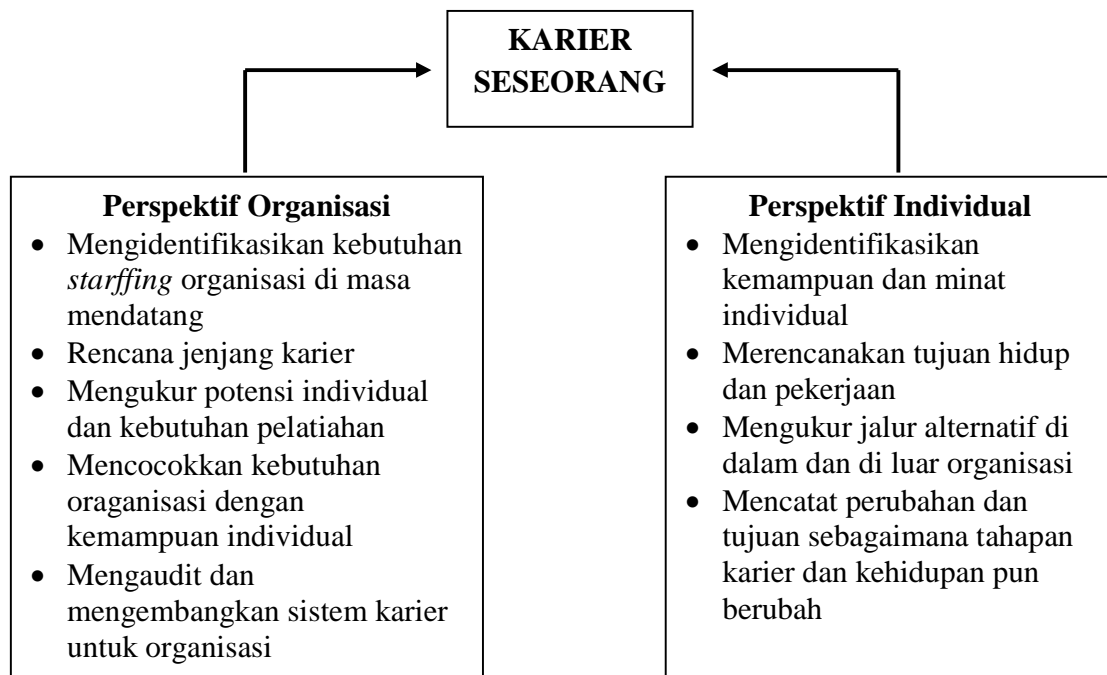 KARIER
SESEORANG
Perspektif Organisasi
• Mengidentifikasikan kebutuhan
starffing organisasi di masa
mendatang
• Rencana jenjang karier
• Mengukur potensi individual
dan kebutuhan pelatiahan
• Mencocokkan kebutuhan
oraganisasi dengan
kemampuan individual
• Mengaudit dan
mengembangkan sistem karier
untuk organisasi
Perspektif Individual
• Mengidentifikasikan
kemampuan dan minat
individual
• Merencanakan tujuan hidup
dan pekerjaan
• Mengukur jalur alternatif di
dalam dan di luar organisasi
• Mencatat perubahan dan
tujuan sebagaimana tahapan
karier dan kehidupan pun
berubah